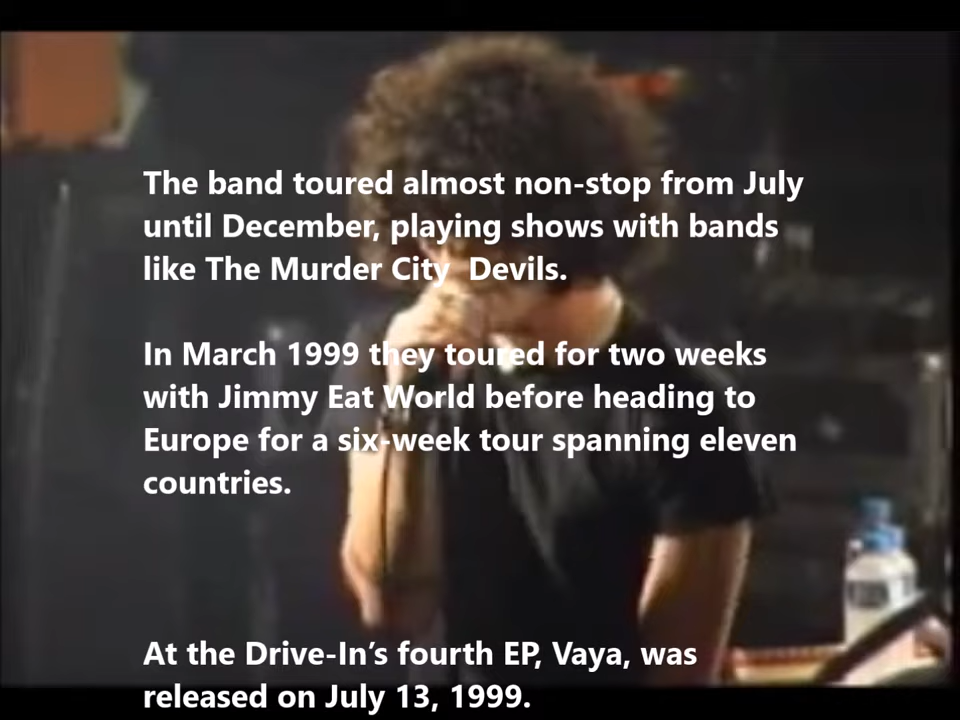 The band toured almost non-stop from July
until December, playing shows with bands
like The Murder City  Devils.
In March 1999 they toured for two weeks
with Jimmy Eat World before heading to
Europe for a six-week tour spanning eleven
countries.
At the Drive-In’s fourth EP, Vaya, was
released on July 13, 1999.